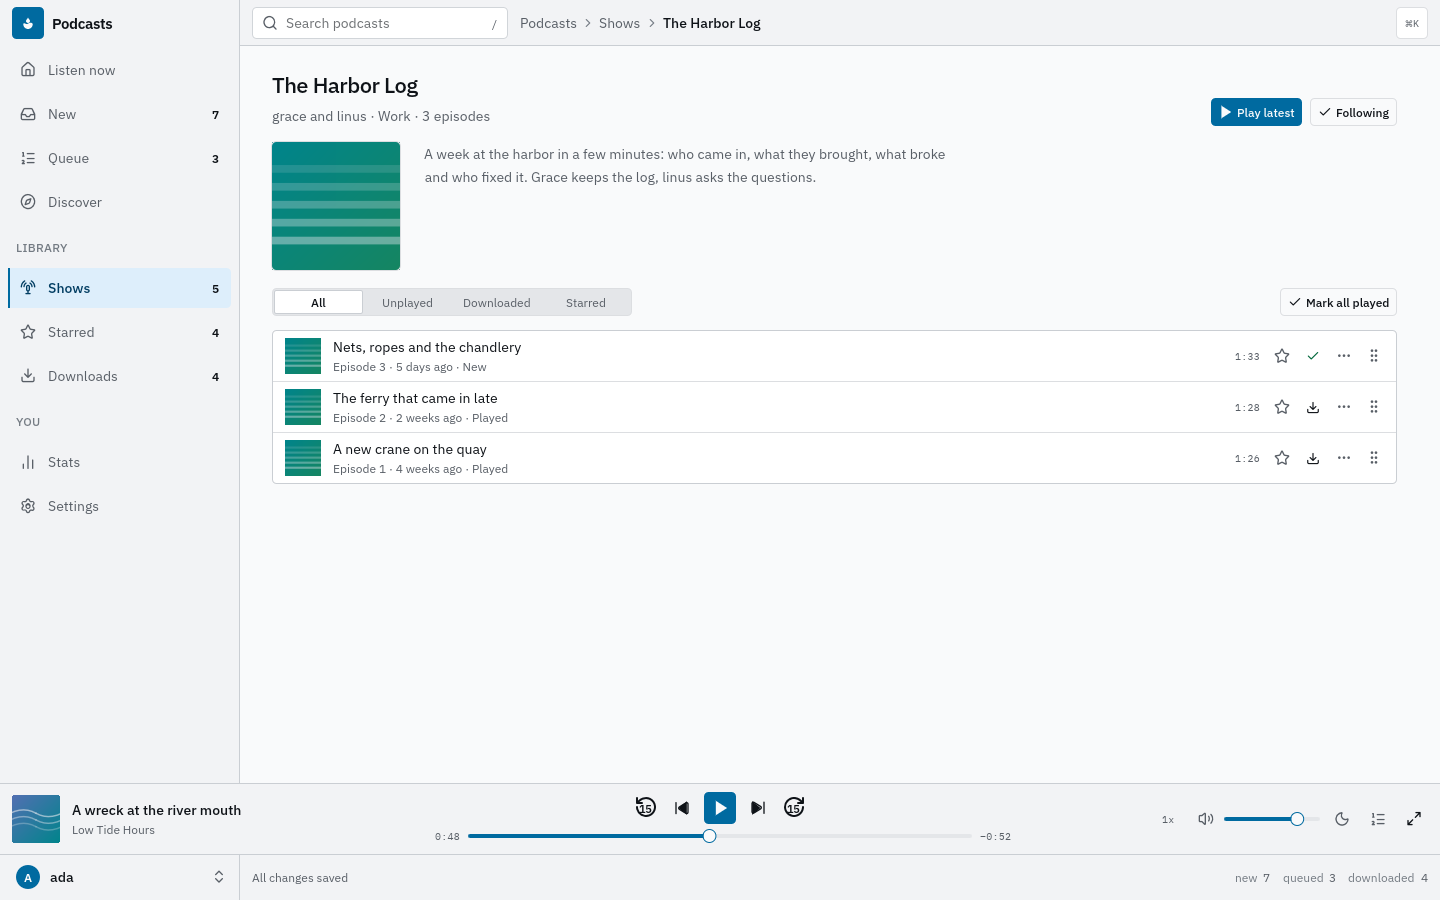 Podcasts
Search podcasts /
Podcasts Shows The Harbor Log
⌘K
Listen now
New 7
Queue 3
Discover
LIBRARY
Shows 5
Starred 4
Downloads 4
YOU
Stats
Settings
The Harbor Log
grace and linus · Work · 3 episodes
Play latest
Following
A week at the harbor in a few minutes: who came in, what they brought, what broke
and who fixed it. Grace keeps the log, linus asks the questions.
All Unplayed Downloaded Starred
Mark all played
Nets, ropes and the chandlery
Episode 3 · 5 days ago · New
1:33
The ferry that came in late
Episode 2 · 2 weeks ago · Played
1:28
A new crane on the quay
Episode 1 · 4 weeks ago · Played
1:26
A wreck at the river mouth
Low Tide Hours
15
15
0:48
−0:52
1x
A ada
All changes saved
new 7 queued 3 downloaded 4